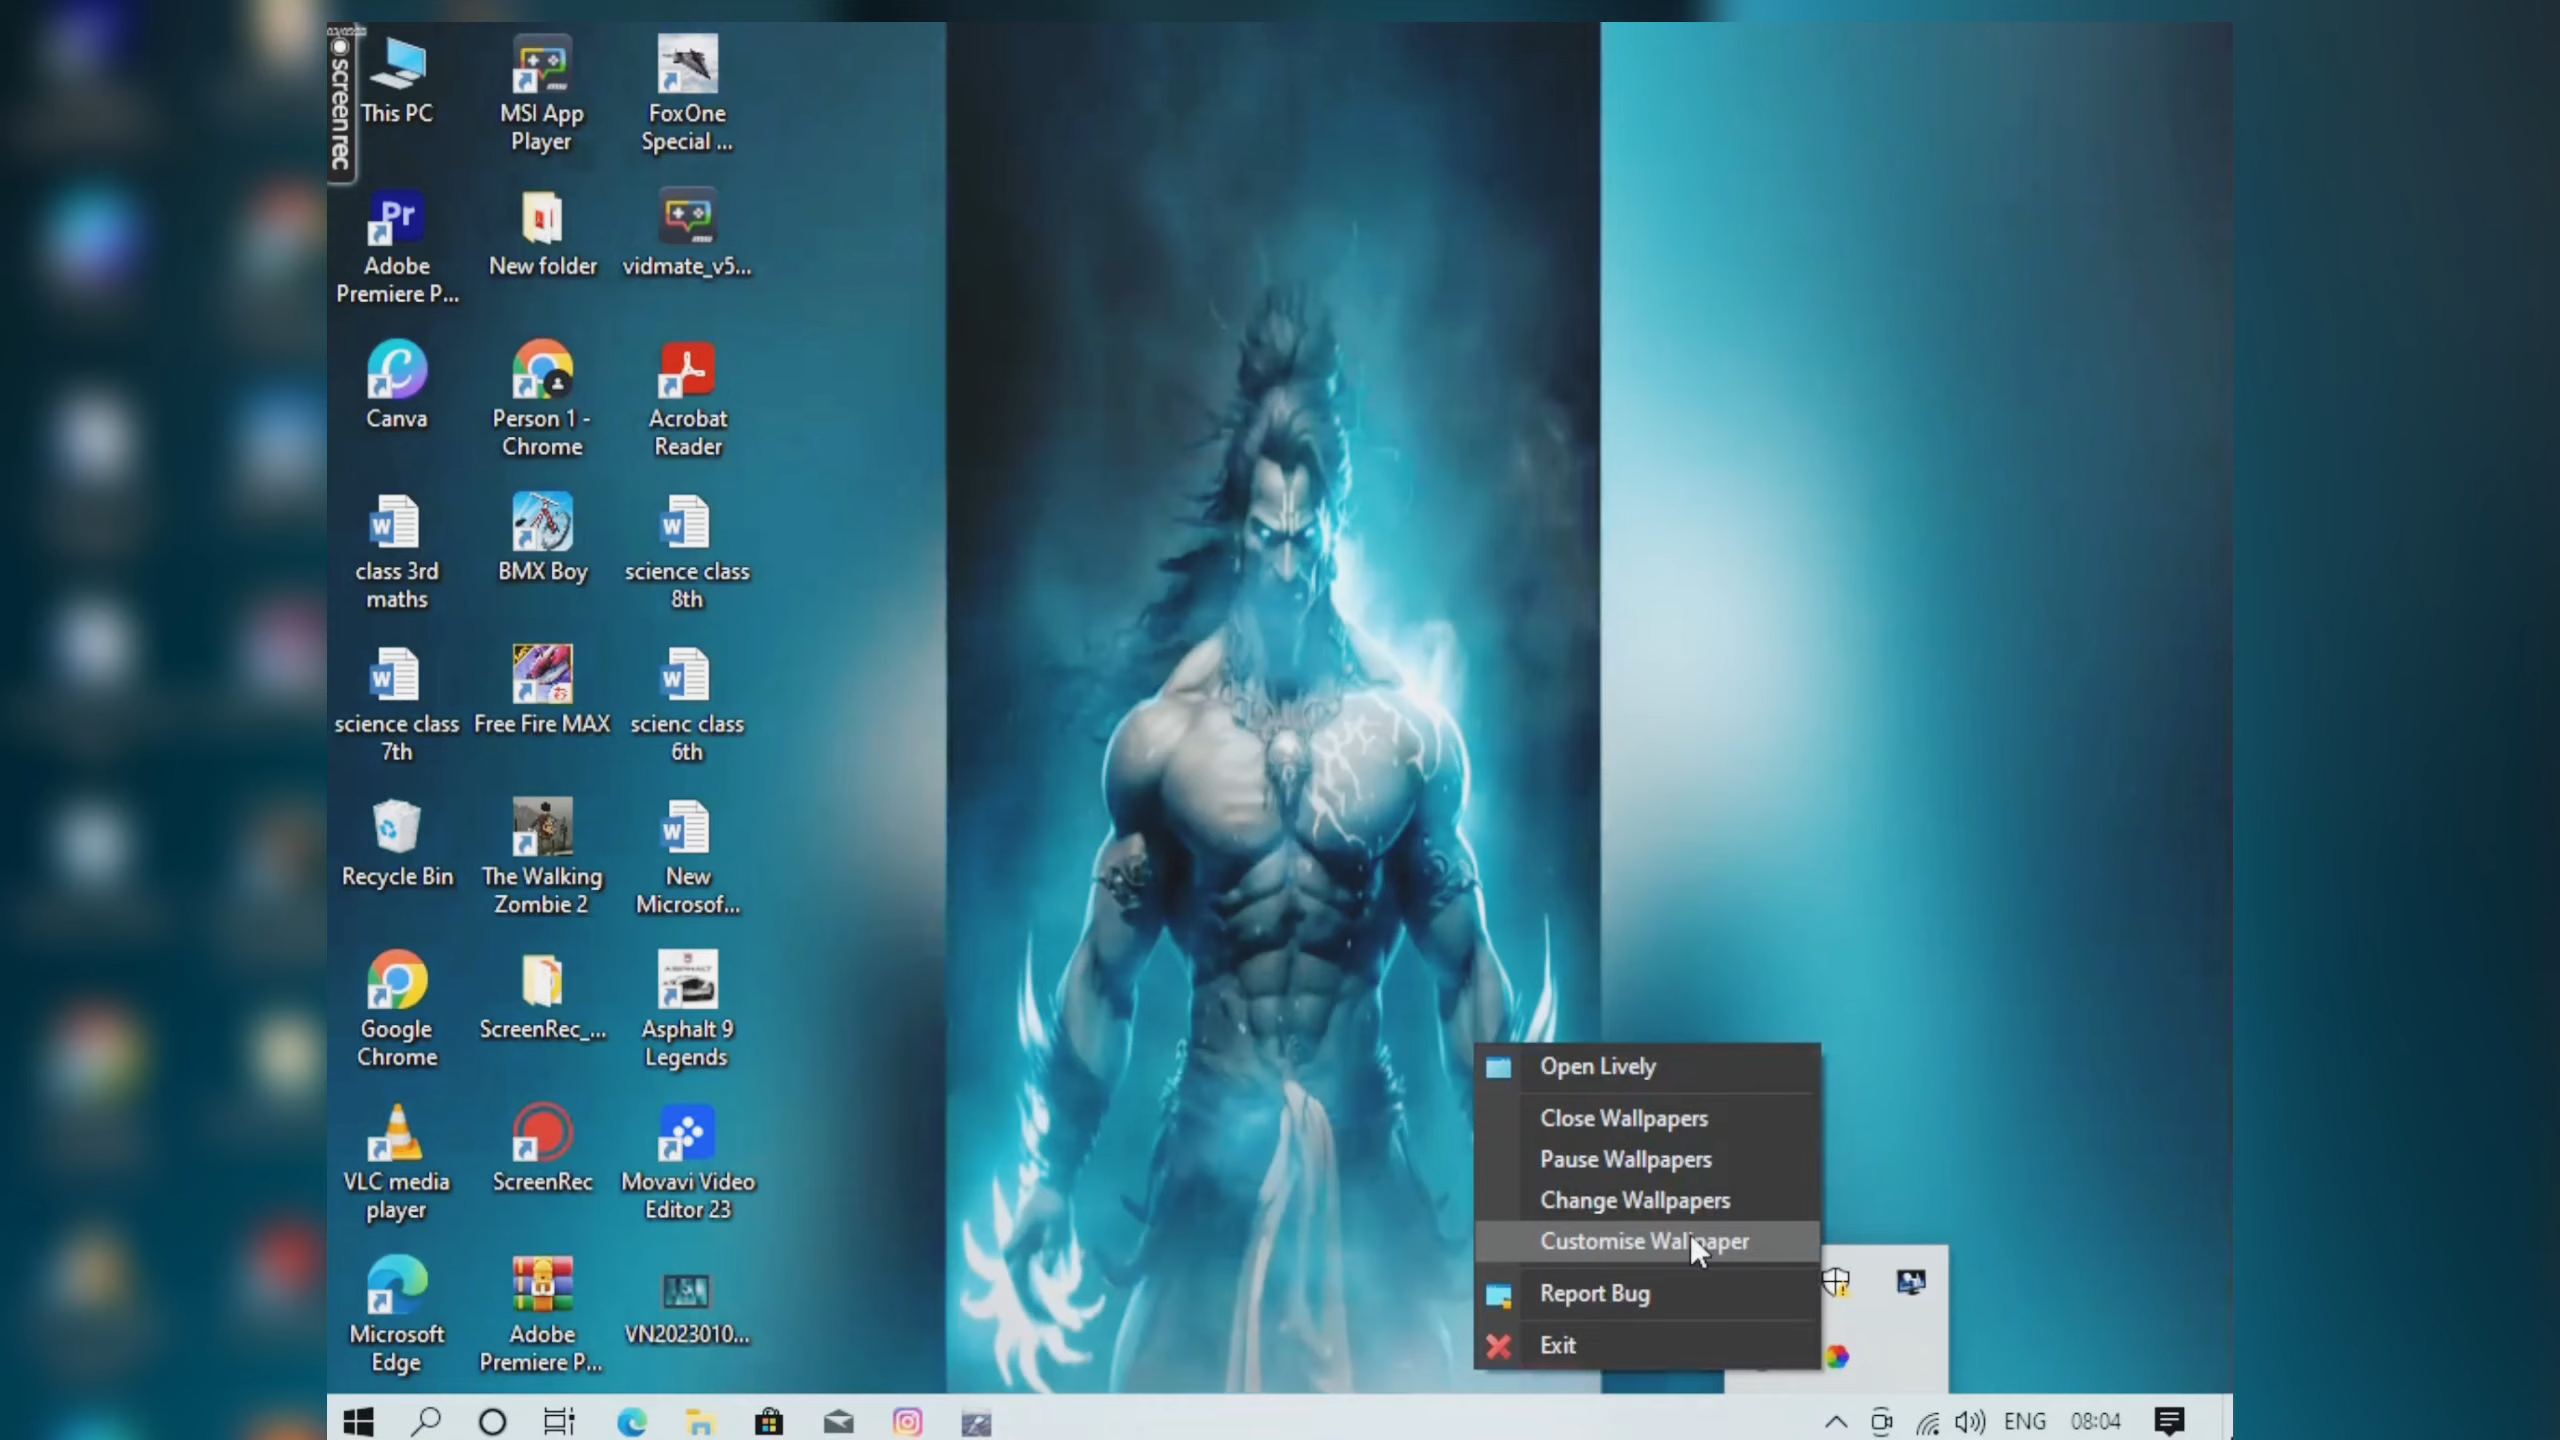 screenrec
This PC
MSI App
Player
FoxOne
Special ...
Pr
Adobe
Premiere P...
New folder
vidmate_v5...
Canva
Person 1 -
Chrome
Acrobat
Reader
class 3rd
maths
BMX Boy
science class
8th
science class
7th
Free Fire MAX
scienc class
6th
Recycle Bin
The Walking
Zombie 2
New
Microsof...
Google
Chrome
ScreenRec_...
Asphalt 9
Legends
VLC media
player
ScreenRec
Movavi Video
Editor 23
Microsoft
Edge
Adobe
Premiere P...
VN2023010...
Open Lively
Close Wallpapers
Pause Wallpapers
Change Wallpapers
Customise Wallpaper
Report Bug
Exit
ENG
08:04